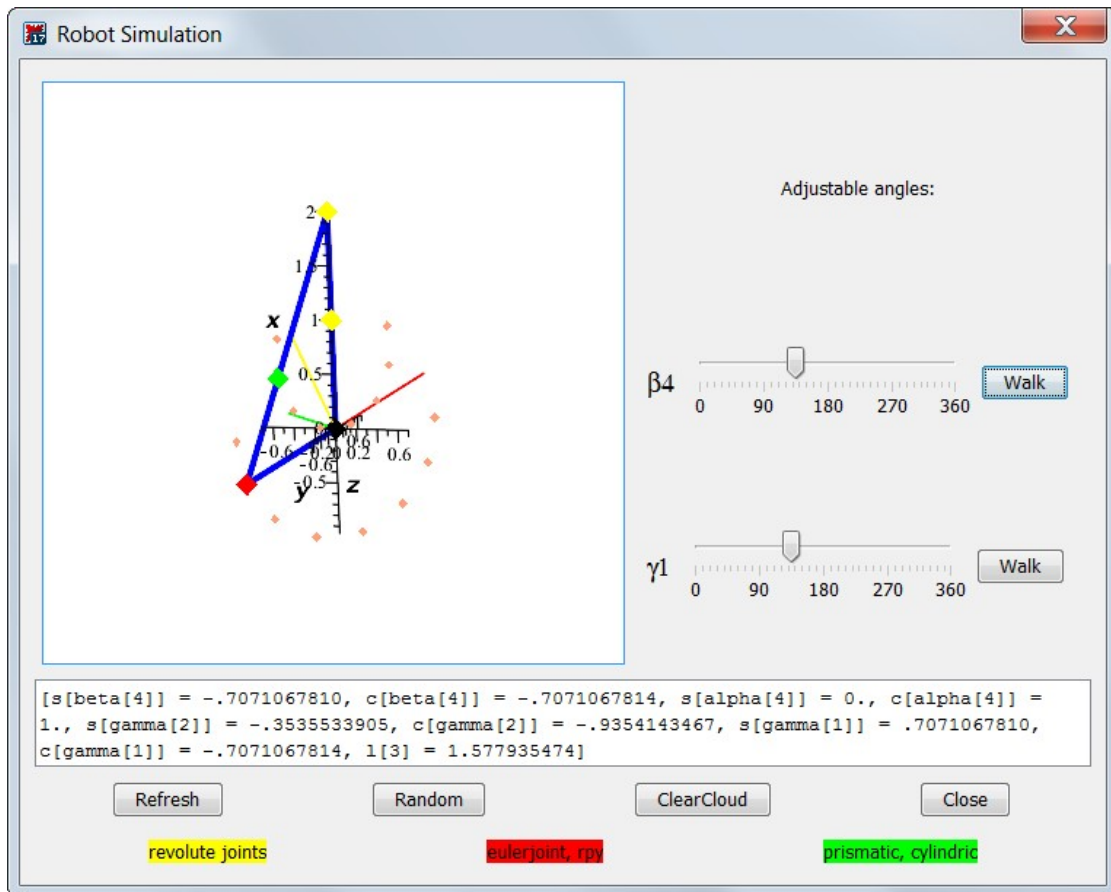 Robot Simulation
Adjustable angles:
2
x
1
0.5
-0.6
0.6
0.2
0.6
y
z
β4
0 90 180 270 360
Walk
γ1
0 90 180 270 360
Walk
[s[beta[4]] = -.7071067810, c[beta[4]] = -.7071067814, s[alpha[4]] = 0., c[alpha[4]] =
1., s[gamma[2]] = -.3535533905, c[gamma[2]] = -.9354143467, s[gamma[1]] = .7071067810,
c[gamma[1]] = -.7071067814, l[3] = 1.577935474]
Refresh Random ClearCloud Close
revolute joints eulerjoint, rpy prismatic, cylindric